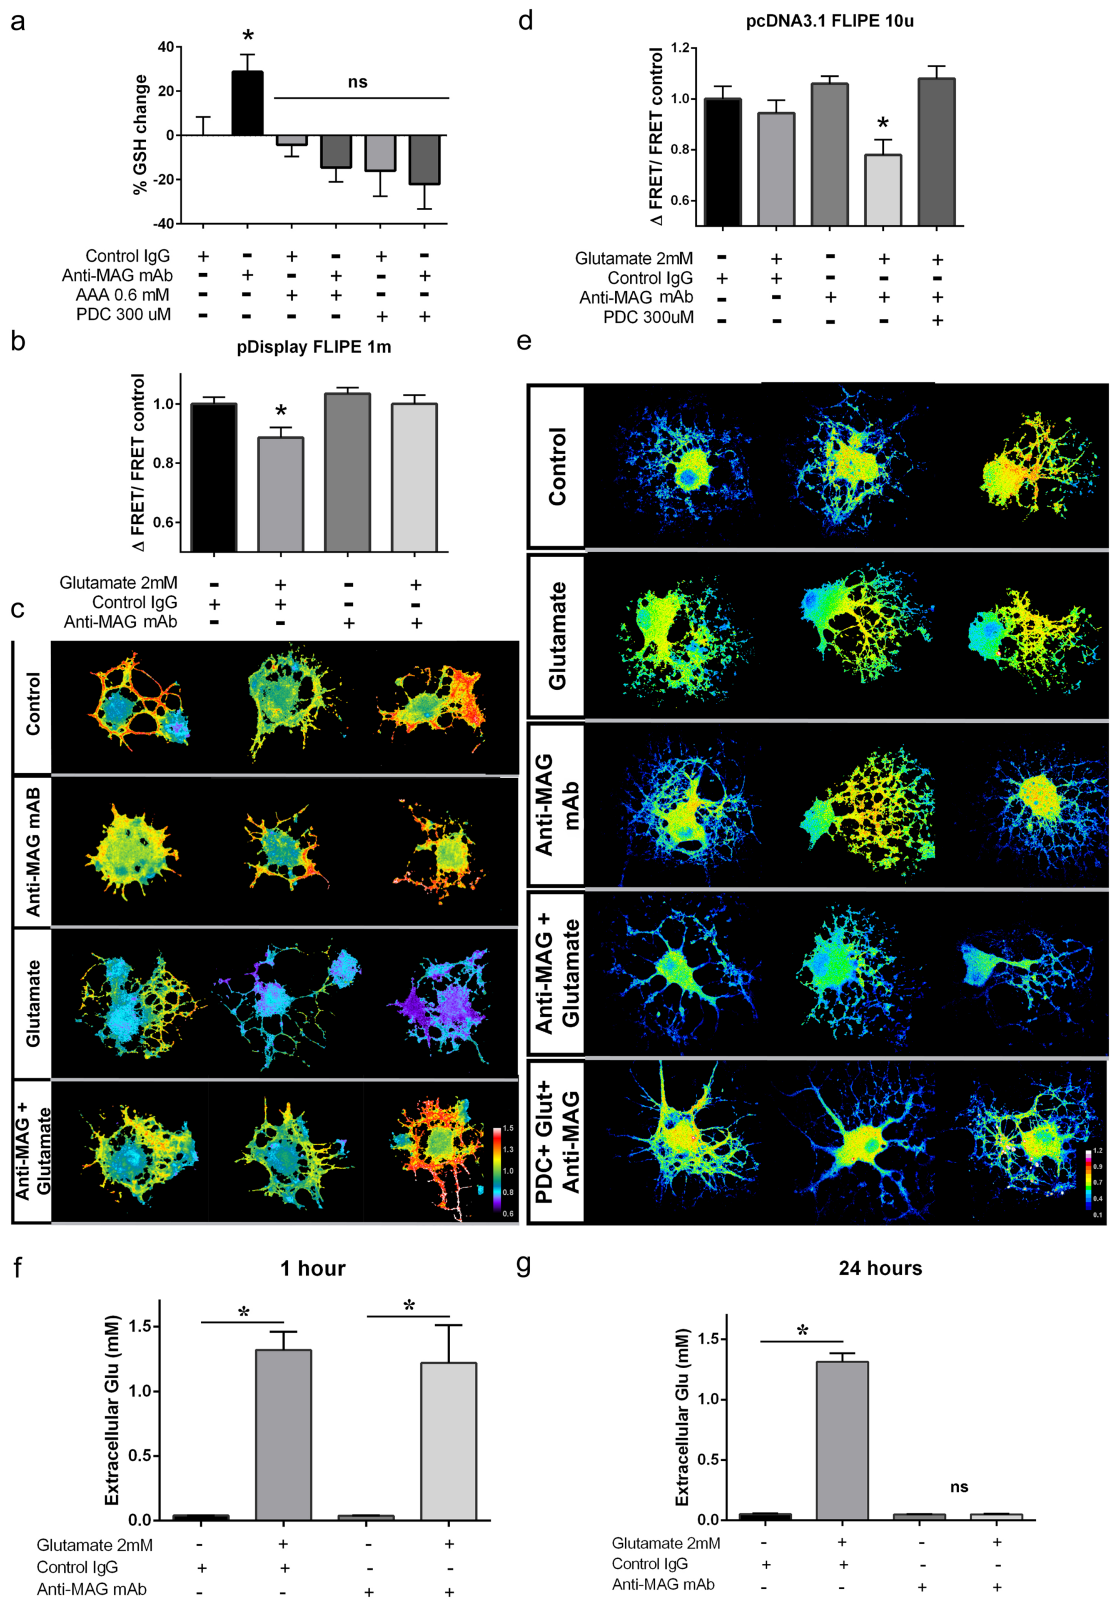 a
*
ns
% GSH change
40
20
0
-20
-40
Control IgG + - + - + -
Anti-MAG mAb - + - + - +
AAA 0.6 mM - - + + - -
PDC 300 uM - - - - + +
b
pDisplay FLIPE 1m
Δ FRET/ FRET control
1.0
0.8
0.6
*
Glutamate 2mM - + - +
Control IgG + + - -
Anti-MAG mAb - - + +
c
Control
Anti-MAG mAB
Glutamate
Anti-MAG +
Glutamate
1.5
1.3
1.0
0.8
0.6
d
pcDNA3.1 FLIPE 10u
Δ FRET/ FRET control
1.2
1.0
0.8
0.6
*
Glutamate 2mM - + - + +
Control IgG + + - - -
Anti-MAG mAb - - + + +
PDC 300uM - - - - +
e
Control
Glutamate
Anti-MAG
mAb
Anti-MAG +
Glutamate
PDC+ Glut+
Anti-MAG
1.2
0.9
0.7
0.4
0.1
f
1 hour
Extracellular Glu (mM)
1.5
1.0
0.5
0.0
*
*
Glutamate 2mM - + - +
Control IgG + + - -
Anti-MAG mAb - - + +
g
24 hours
Extracellular Glu (mM)
1.5
1.0
0.5
0.0
*
ns
Glutamate 2mM - + - +
Control IgG + + - -
Anti-MAG mAb - - + +